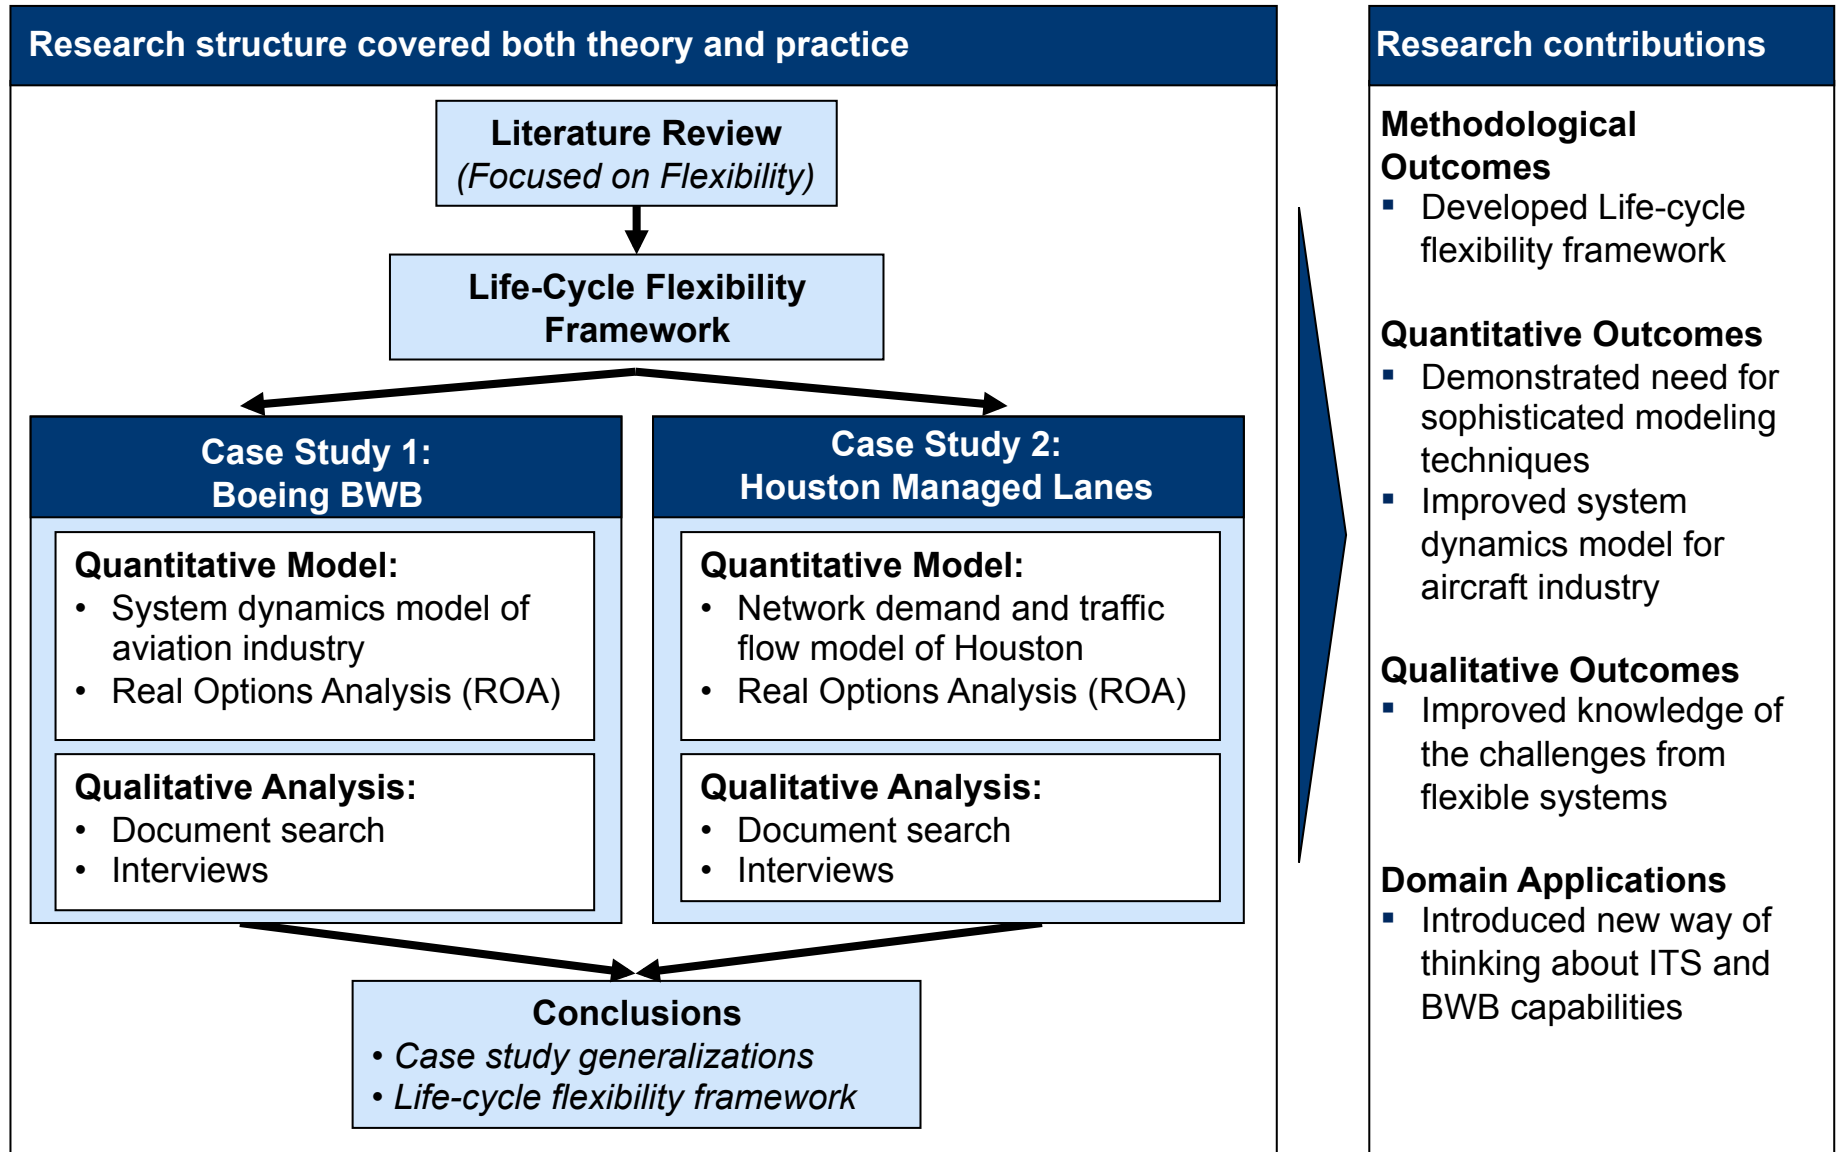 Research structure covered both theory and practice
Literature Review
(Focused on Flexibility)
Life-Cycle Flexibility
Framework
Case Study 1:
Boeing BWB
Quantitative Model:
• System dynamics model of
aviation industry
• Real Options Analysis (ROA)
Qualitative Analysis:
• Document search
• Interviews
Case Study 2:
Houston Managed Lanes
Quantitative Model:
• Network demand and traffic
flow model of Houston
• Real Options Analysis (ROA)
Qualitative Analysis:
• Document search
• Interviews
Conclusions
• Case study generalizations
• Life-cycle flexibility framework
Research contributions
Methodological
Outcomes
▪ Developed Life-cycle
flexibility framework
Quantitative Outcomes
▪ Demonstrated need for
sophisticated modeling
techniques
▪ Improved system
dynamics model for
aircraft industry
Qualitative Outcomes
▪ Improved knowledge of
the challenges from
flexible systems
Domain Applications
▪ Introduced new way of
thinking about ITS and
BWB capabilities